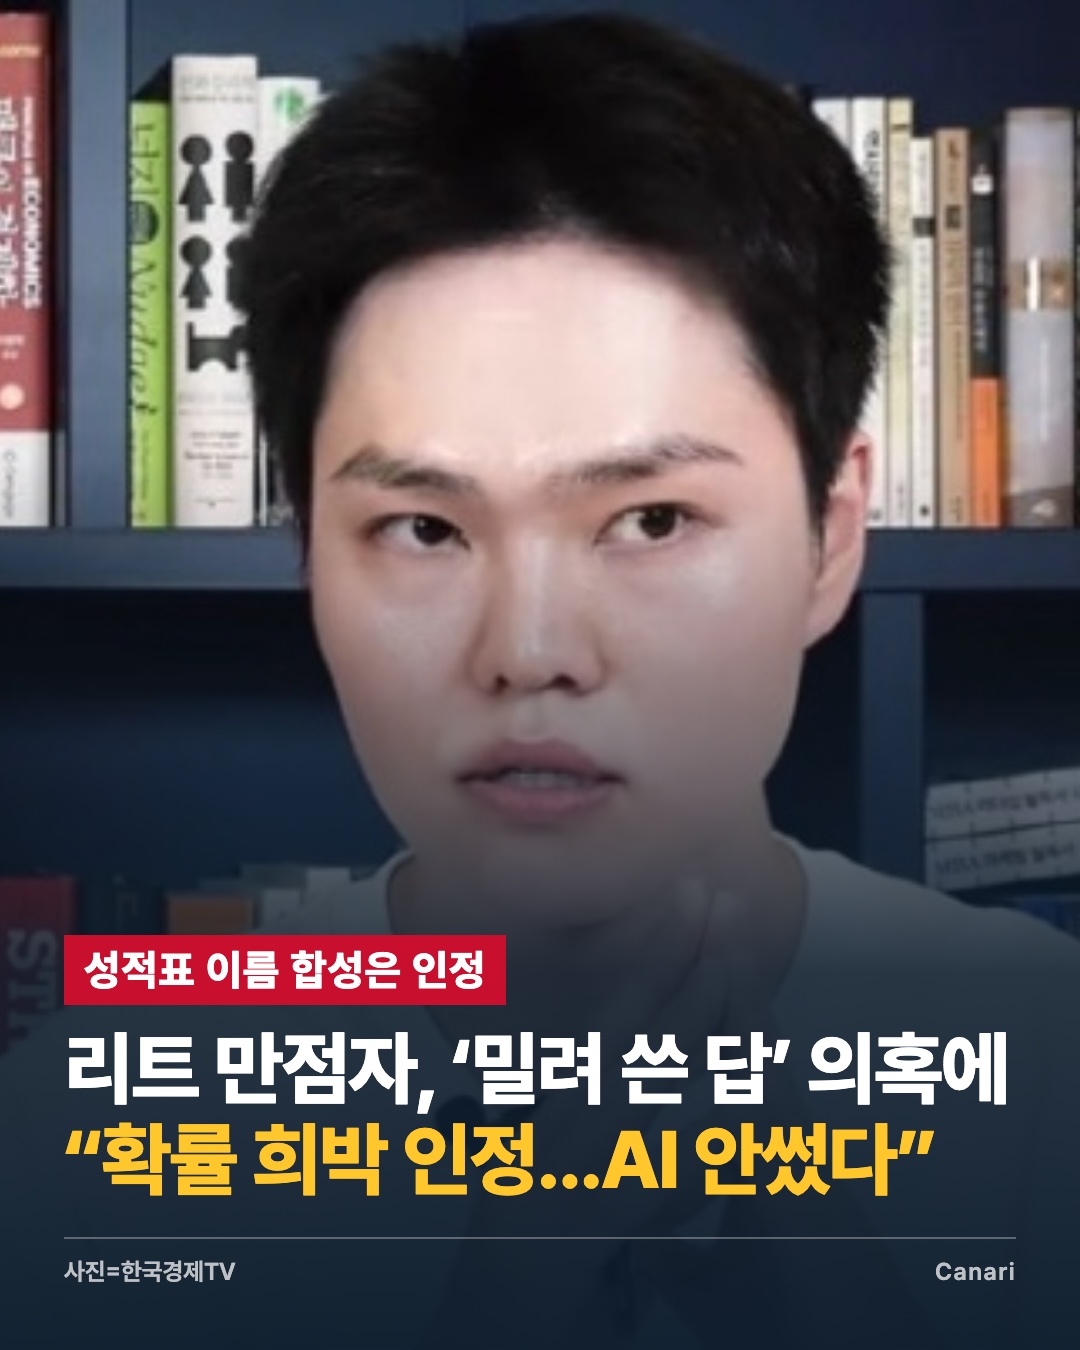 ECONOMICS
Nudge
성적표 이름 합성은 인정
리트 만점자, ‘밀려 쓴 답’ 의혹에
“확률 희박 인정...AI 안썼다”
사진=한국경제TV
Canari